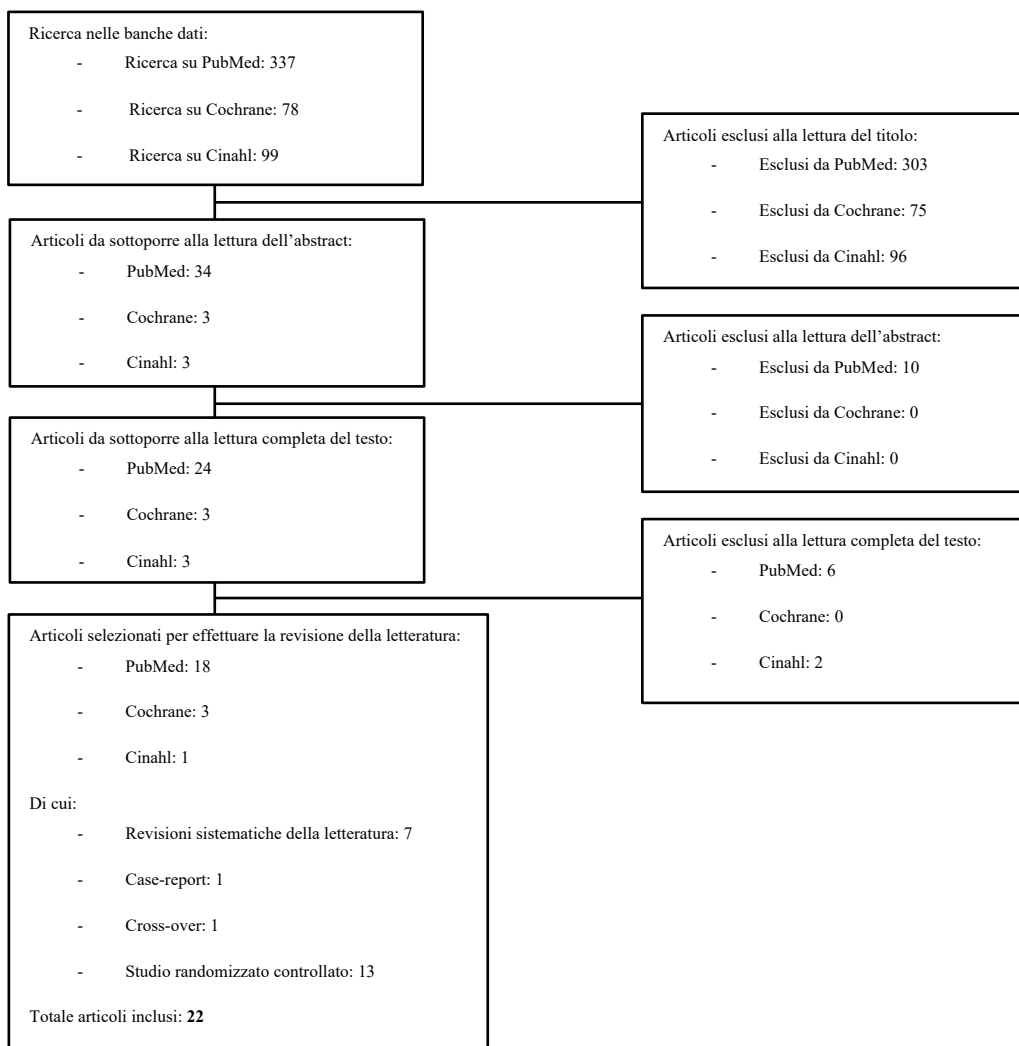 Ricerca nelle banche dati:
- Ricerca su PubMed: 337
- Ricerca su Cochrane: 78
- Ricerca su Cinahl: 99
Articoli esclusi alla lettura del titolo:
- Esclusi da PubMed: 303
- Esclusi da Cochrane: 75
- Esclusi da Cinahl: 96
Articoli da sottoporre alla lettura dell’abstract:
- PubMed: 34
- Cochrane: 3
- Cinahl: 3
Articoli esclusi alla lettura dell’abstract:
- Esclusi da PubMed: 10
- Esclusi da Cochrane: 0
- Esclusi da Cinahl: 0
Articoli da sottoporre alla lettura completa del testo:
- PubMed: 24
- Cochrane: 3
- Cinahl: 3
Articoli esclusi alla lettura completa del testo:
- PubMed: 6
- Cochrane: 0
- Cinahl: 2
Articoli selezionati per effettuare la revisione della letteratura:
- PubMed: 18
- Cochrane: 3
- Cinahl: 1
Di cui:
- Revisioni sistematiche della letteratura: 7
- Case-report: 1
- Cross-over: 1
- Studio randomizzato controllato: 13
Totale articoli inclusi: 22